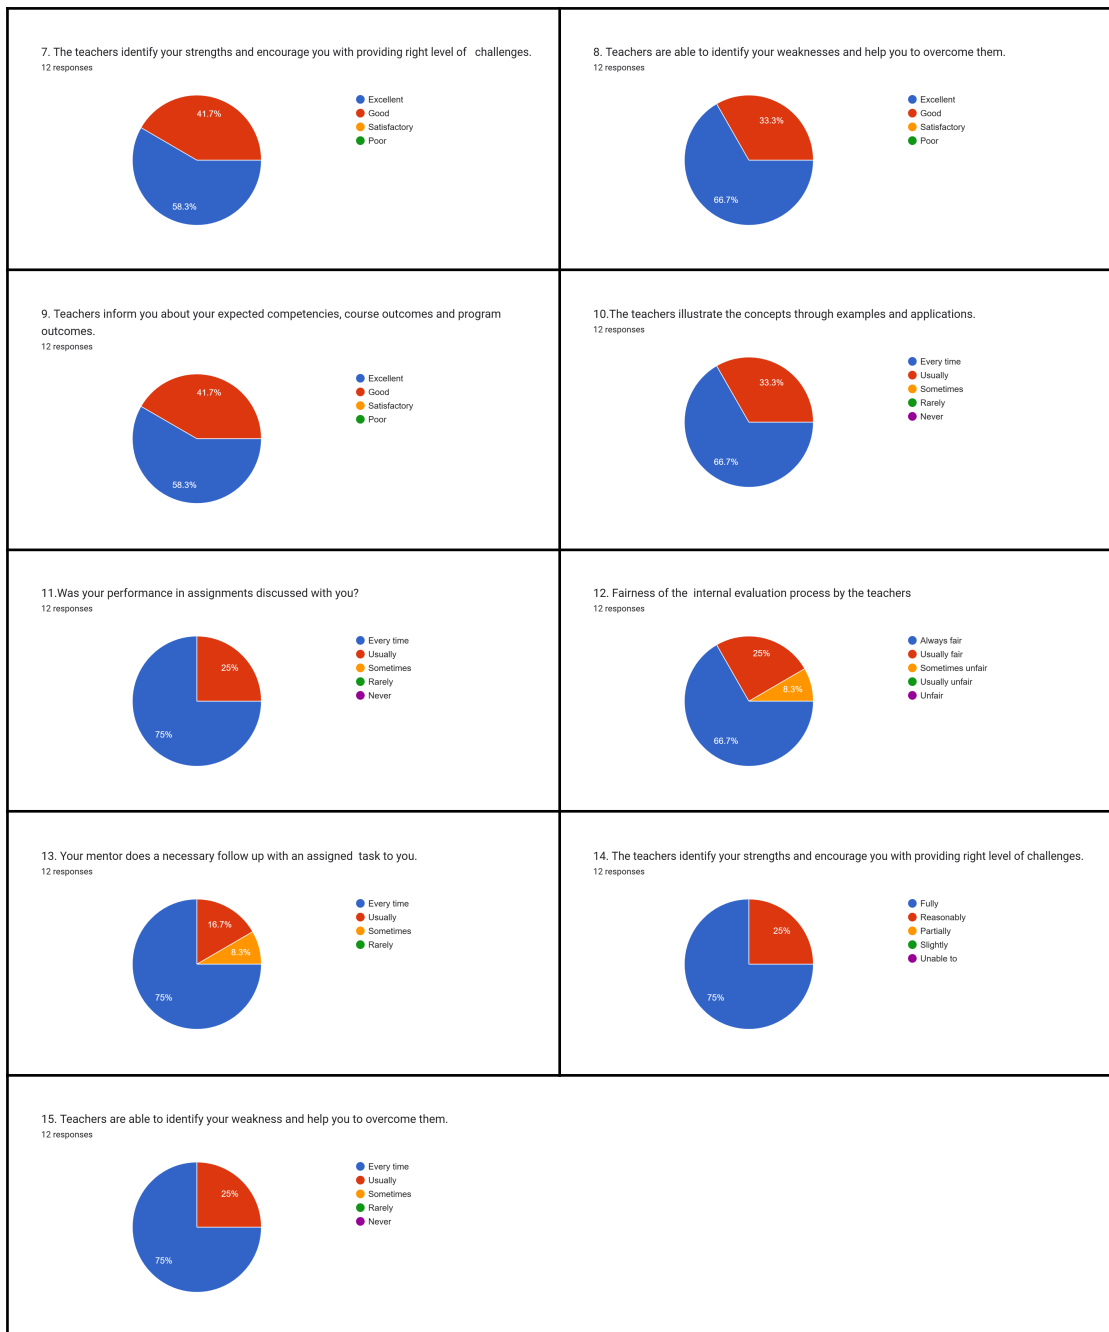 7. The teachers identify your strengths and encourage you with providing right level of   challenges.
12 responses
41.7%
58.3%
Excellent
Good
Satisfactory
Poor
8. Teachers are able to identify your weaknesses and help you to overcome them.
12 responses
33.3%
66.7%
Excellent
Good
Satisfactory
Poor
9. Teachers inform you about your expected competencies, course outcomes and program
outcomes.
12 responses
41.7%
58.3%
Excellent
Good
Satisfactory
Poor
10.The teachers illustrate the concepts through examples and applications.
12 responses
33.3%
66.7%
Every time
Usually
Sometimes
Rarely
Never
11.Was your performance in assignments discussed with you?
12 responses
25%
75%
Every time
Usually
Sometimes
Rarely
Never
12. Fairness of the  internal evaluation process by the teachers
12 responses
25%
8.3%
66.7%
Always fair
Usually fair
Sometimes unfair
Usually unfair
Unfair
13. Your mentor does a necessary follow up with an assigned  task to you.
12 responses
16.7%
8.3%
75%
Every time
Usually
Sometimes
Rarely
14. The teachers identify your strengths and encourage you with providing right level of challenges.
12 responses
25%
75%
Fully
Reasonably
Partially
Slightly
Unable to
15. Teachers are able to identify your weakness and help you to overcome them.
12 responses
25%
75%
Every time
Usually
Sometimes
Rarely
Never